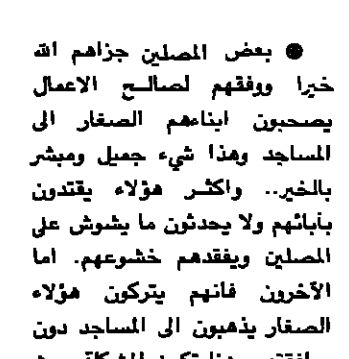 ● بعض المصلين جزاهم الله
خيرا ووفقهم لصالح الاعمال
يصحبون ابناءهم الصغار الى
المساجد وهذا شيء جميل ومبشر
بالخير.. واكثر هؤلاء يقتدون
بآبائهم ولا يحدثون ما يشوش على
المصلين ويفقدهم خشوعهم. اما
الآخرون فانهم يتركون هؤلاء
الصغار يذهبون الى المساجد دون